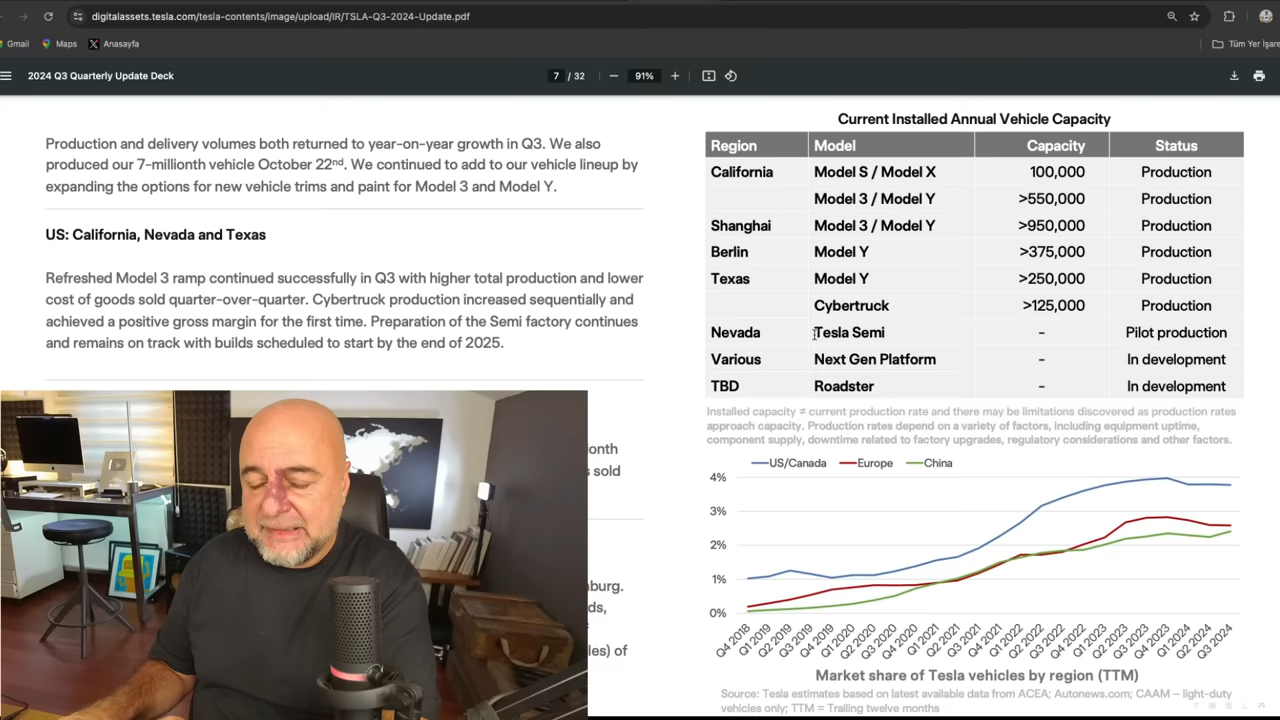 digitalassets.tesla.com/tesla-contents/image/upload/IR/TSLA-Q3-2024-Update.pdf
Gmail Maps X Anasayfa Tüm Yer İşare
2024 Q3 Quarterly Update Deck 7 / 32 — 91% +
Production and delivery volumes both returned to year-on-year growth in Q3. We also
produced our 7-millionth vehicle October 22nd. We continued to add to our vehicle lineup by
expanding the options for new vehicle trims and paint for Model 3 and Model Y.
US: California, Nevada and Texas
Refreshed Model 3 ramp continued successfully in Q3 with higher total production and lower
cost of goods sold quarter-over-quarter. Cybertruck production increased sequentially and
achieved a positive gross margin for the first time. Preparation of the Semi factory continues
and remains on track with builds scheduled to start by the end of 2025.
onth
s sold
nburg.
ds,
les) of
Current Installed Annual Vehicle Capacity
Region Model Capacity Status
California Model S / Model X 100,000 Production
Model 3 / Model Y >550,000 Production
Shanghai Model 3 / Model Y >950,000 Production
Berlin Model Y >375,000 Production
Texas Model Y >250,000 Production
Cybertruck >125,000 Production
Nevada Tesla Semi - Pilot production
Various Next Gen Platform - In development
TBD Roadster - In development
Installed capacity ≠ current production rate and there may be limitations discovered as production rates
approach capacity. Production rates depend on a variety of factors, including equipment uptime,
component supply, downtime related to factory upgrades, regulatory considerations and other factors.
US/Canada Europe China
4%
3%
2%
1%
0%
Q4 2018 Q1 2019 Q2 2019 Q3 2019 Q4 2019 Q1 2020 Q2 2020 Q3 2020 Q4 2020 Q1 2021 Q2 2021 Q3 2021 Q4 2021 Q1 2022 Q2 2022 Q3 2022 Q4 2022 Q1 2023 Q2 2023 Q3 2023 Q4 2023 Q1 2024 Q2 2024 Q3 2024
Market share of Tesla vehicles by region (TTM)
Source: Tesla estimates based on latest available data from ACEA; Autonews.com; CAAM – light-duty
vehicles only; TTM = Trailing twelve months